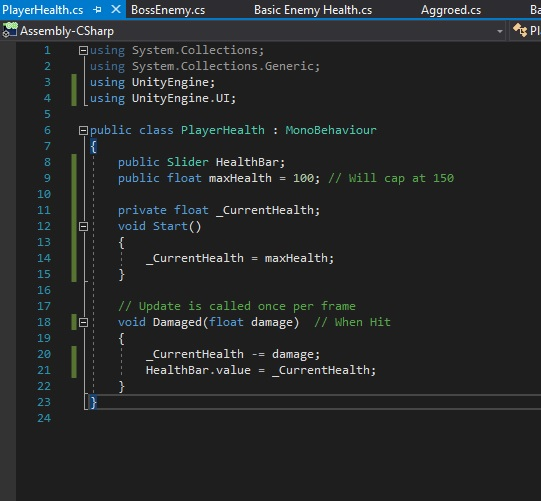 PlayerHealth.cs BossEnemy.cs Basic Enemy Health.cs Aggroed.cs Ba
Assembly-CSharp Pl
1 using System.Collections;
2 using System.Collections.Generic;
3 using UnityEngine;
4 using UnityEngine.UI;
5
6 public class PlayerHealth : MonoBehaviour
7 {
8 public Slider HealthBar;
9 public float maxHealth = 100; // Will cap at 150
10
11 private float _CurrentHealth;
12 void Start()
13 {
14 _CurrentHealth = maxHealth;
15 }
16
17 // Update is called once per frame
18 void Damaged(float damage) // When Hit
19 {
20 _CurrentHealth -= damage;
21 HealthBar.value = _CurrentHealth;
22 }
23 }
24